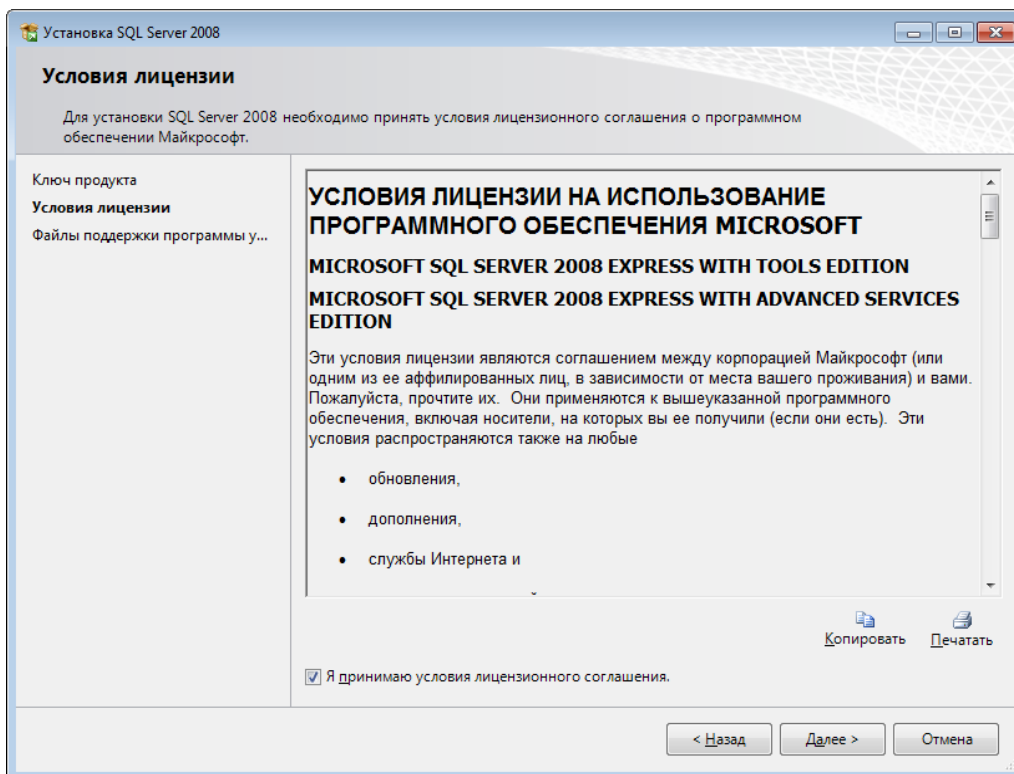 Установка SQL Server 2008
Условия лицензии
Для установки SQL Server 2008 необходимо принять условия лицензионного соглашения о программном
обеспечении Майкрософт.
Ключ продукта
Условия лицензии
Файлы поддержки программы у...
УСЛОВИЯ ЛИЦЕНЗИИ НА ИСПОЛЬЗОВАНИЕ
ПРОГРАММНОГО ОБЕСПЕЧЕНИЯ MICROSOFT
MICROSOFT SQL SERVER 2008 EXPRESS WITH TOOLS EDITION
MICROSOFT SQL SERVER 2008 EXPRESS WITH ADVANCED SERVICES
EDITION
Эти условия лицензии являются соглашением между корпорацией Майкрософт (или
одним из ее аффилированных лиц, в зависимости от места вашего проживания) и вами.
Пожалуйста, прочтите их. Они применяются к вышеуказанной программного
обеспечения, включая носители, на которых вы ее получили (если они есть). Эти
условия распространяются также на любые
• обновления,
• дополнения,
• службы Интернета и
Копировать
Печатать
Я принимаю условия лицензионного соглашения.
< Назад
Далее >
Отмена